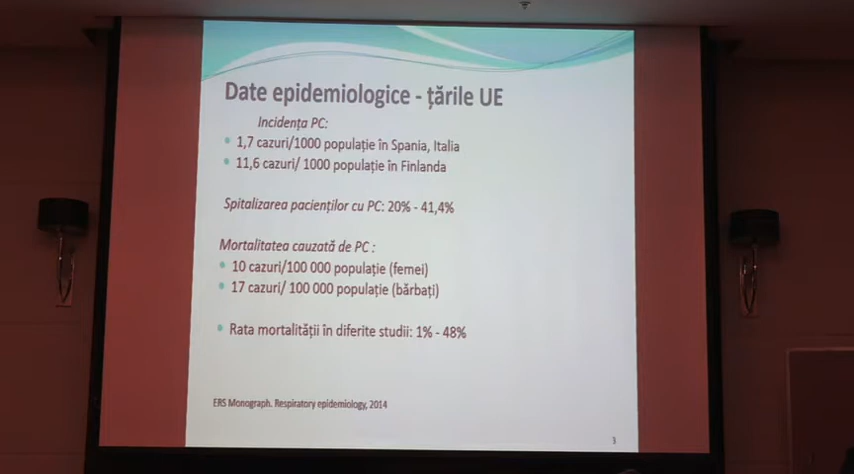 Date epidemiologice - țările UE
Incidența PC:
1,7 cazuri/1000 populație în Spania, Italia
11,6 cazuri/ 1000 populație în Finlanda
Spitalizarea pacienților cu PC: 20% - 41,4%
Mortalitatea cauzată de PC :
10 cazuri/100 000 populație (femei)
17 cazuri/ 100 000 populație (bărbați)
Rata mortalității în diferite studii: 1% - 48%
ERS Monograph. Respiratory epidemiology, 2014
3